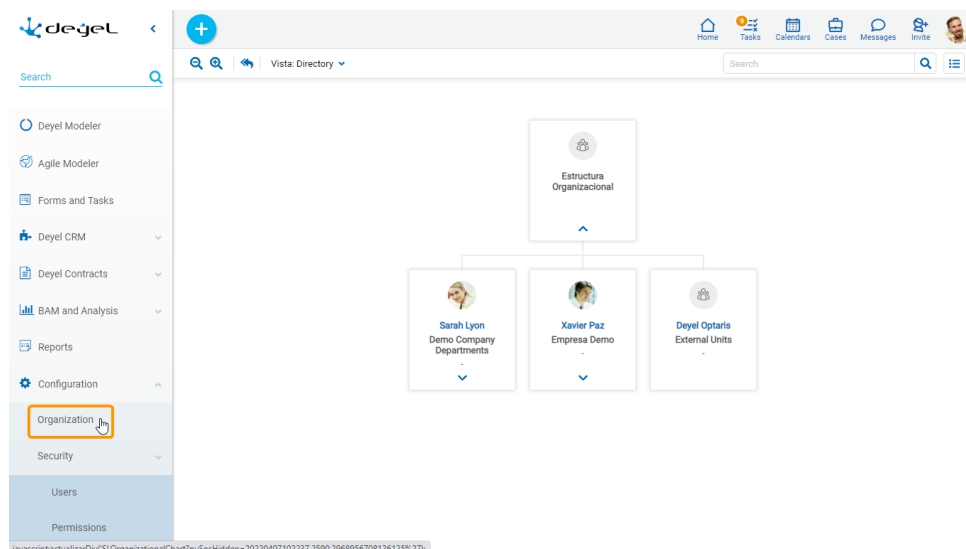 deyel
Home
9
Tasks
Calendars
Cases
Messages
Invite
Vista: Directory
Search
Search
Deyel Modeler
Agile Modeler
Forms and Tasks
Deyel CRM
Deyel Contracts
BAM and Analysis
Reports
Configuration
Organization
Security
Users
Permissions
Estructura
Organizacional
Sarah Lyon
Demo Company
Departments
-
Xavier Paz
Empresa Demo
-
Deyel Optaris
External Units
-